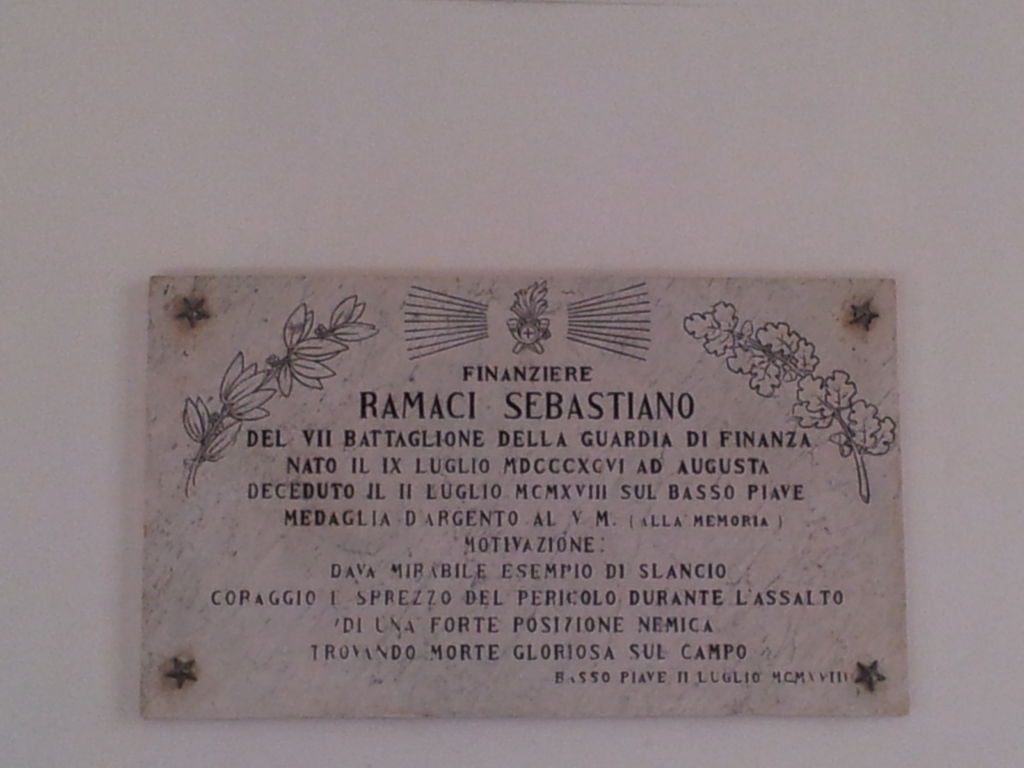 FINANZIERE
RAMACI SEBASTIANO
DEL VII BATTAGLIONE DELLA GUARDIA DI FINANZA
NATO IL IX LUGLIO MDCCCXCVI AD AUGUSTA
DECEDUTO IL II LUGLIO MCMXVIII SUL BASSO PIAVE
MEDAGLIA D'ARGENTO AL V. M. (ALLA MEMORIA)
MOTIVAZIONE:
DAVA MIRABILE ESEMPIO DI SLANCIO
CORAGGIO E SPREZZO DEL PERICOLO DURANTE L'ASSALTO
DI UNA FORTE POSIZIONE NEMICA
TROVANDO MORTE GLORIOSA SUL CAMPO
BASSO PIAVE II LUGLIO MCMXVIII